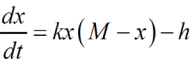 dx/dt = kx(M − x) − h